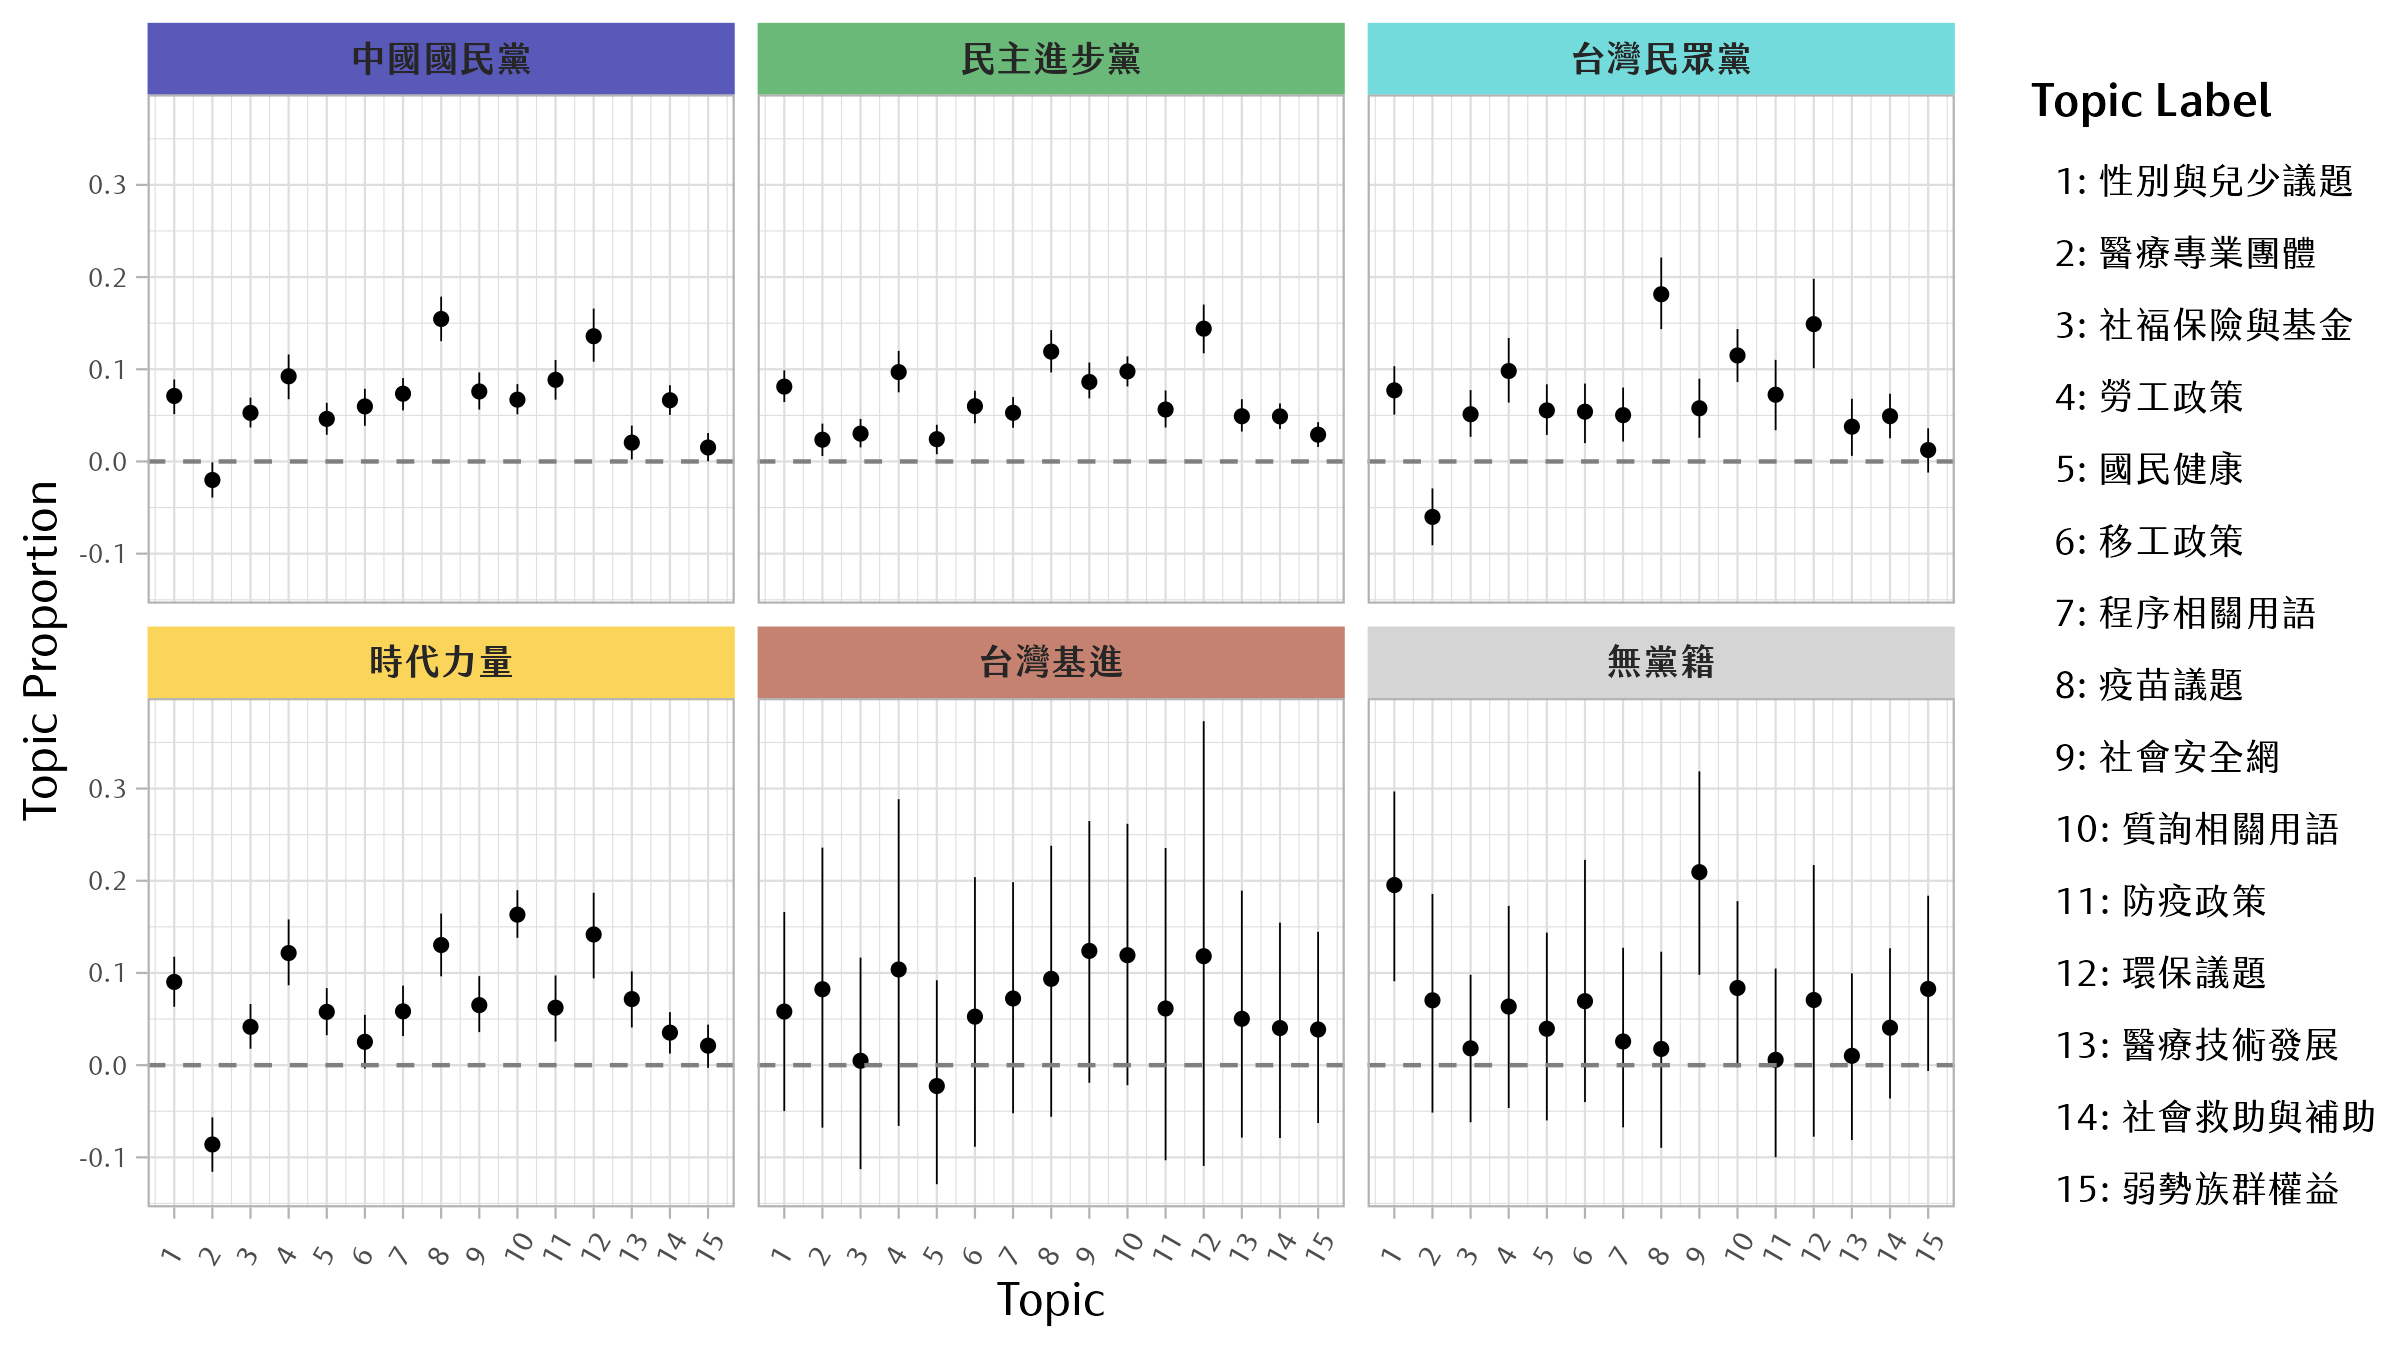 中國國民黨
民主進步黨
台灣民眾黨
0.3
0.2
0.1
0.0
-0.1
時代力量
台灣基進
無黨籍
0.3
0.2
0.1
0.0
-0.1
1 2 3 4 5 6 7 8 9 10 11 12 13 14 15
1 2 3 4 5 6 7 8 9 10 11 12 13 14 15
1 2 3 4 5 6 7 8 9 10 11 12 13 14 15
Topic
Topic Proportion
Topic Label
1: 性別與兒少議題
2: 醫療專業團體
3: 社福保險與基金
4: 勞工政策
5: 國民健康
6: 移工政策
7: 程序相關用語
8: 疫苗議題
9: 社會安全網
10: 質詢相關用語
11: 防疫政策
12: 環保議題
13: 醫療技術發展
14: 社會救助與補助
15: 弱勢族群權益